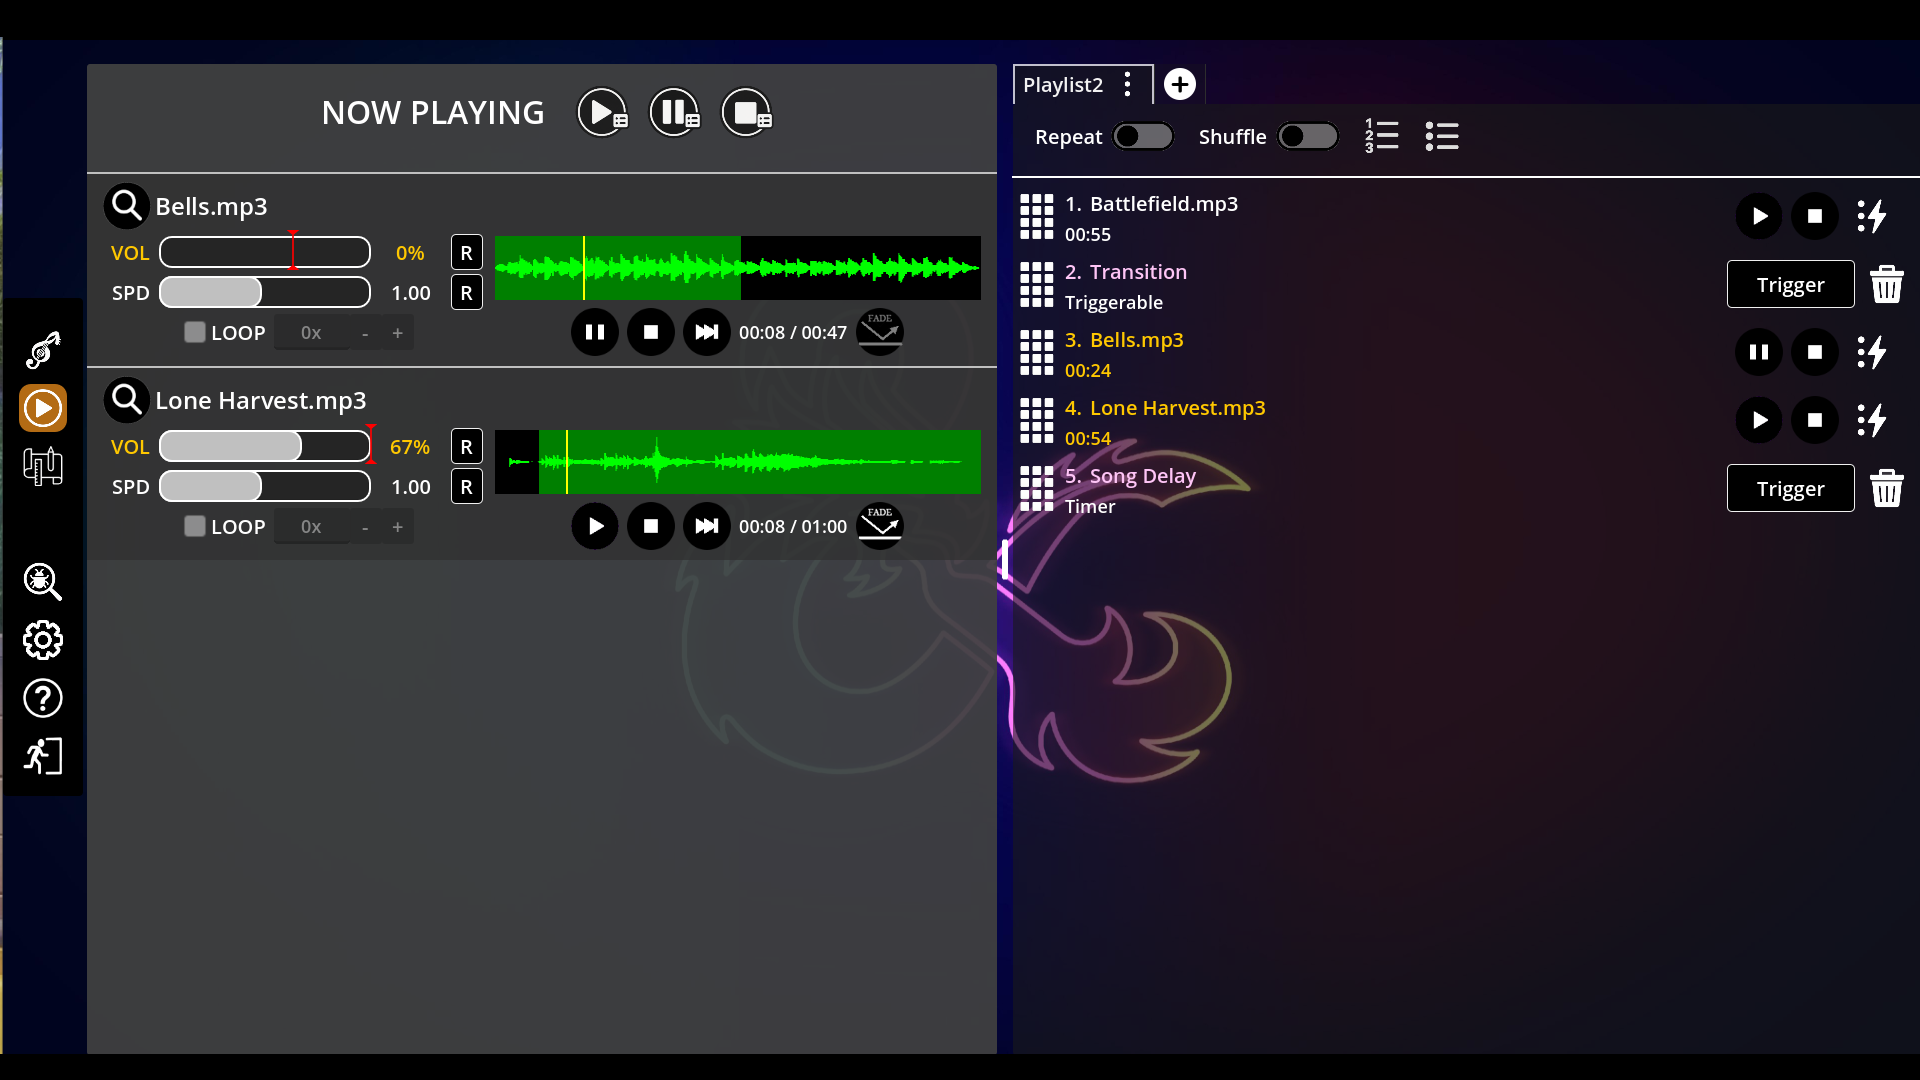 NOW PLAYING
Bells.mp3
VOL 0% R
SPD 1.00 R
LOOP 0x - +
00:08 / 00:47
FADE
Lone Harvest.mp3
VOL 67% R
SPD 1.00 R
LOOP 0x - +
00:08 / 01:00
FADE
Playlist2
Repeat Shuffle
1. Battlefield.mp3
00:55
2. Transition
Triggerable
Trigger
3. Bells.mp3
00:24
4. Lone Harvest.mp3
00:54
5. Song Delay
Timer
Trigger